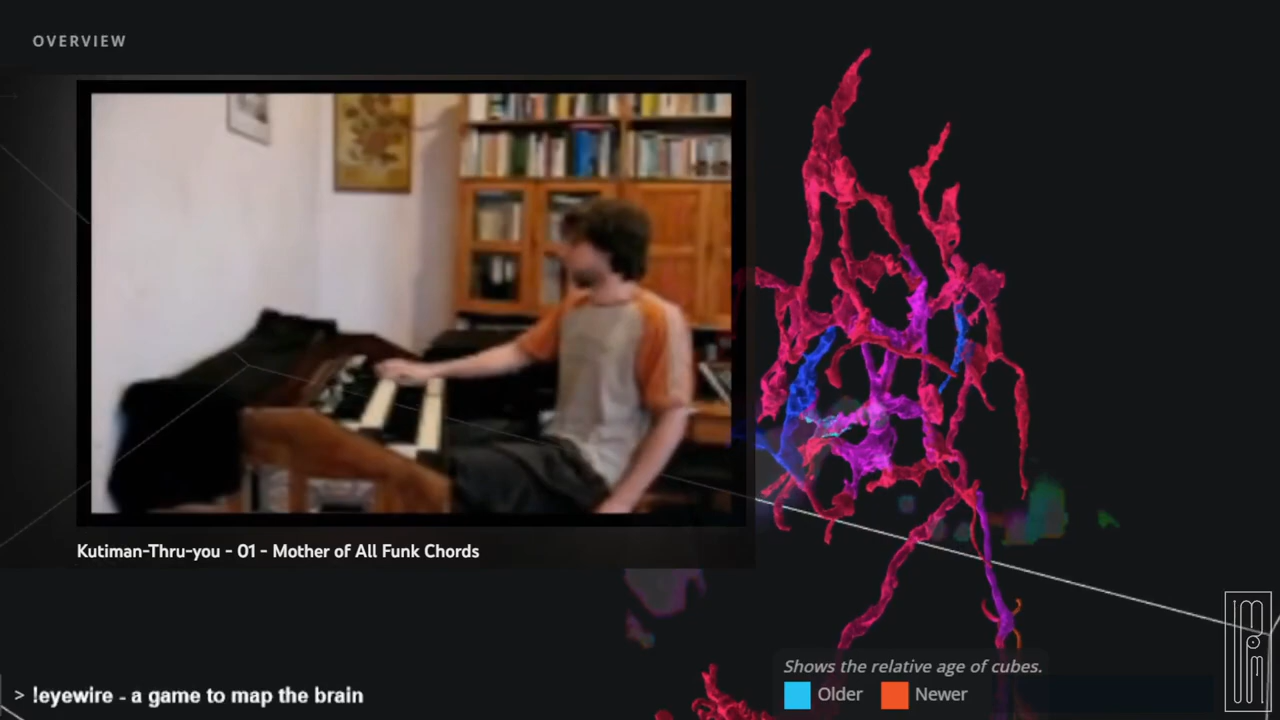 OVERVIEW
Kutiman-Thru-you - 01 - Mother of All Funk Chords
> !eyewire - a game to map the brain
Shows the relative age of cubes.
Older Newer